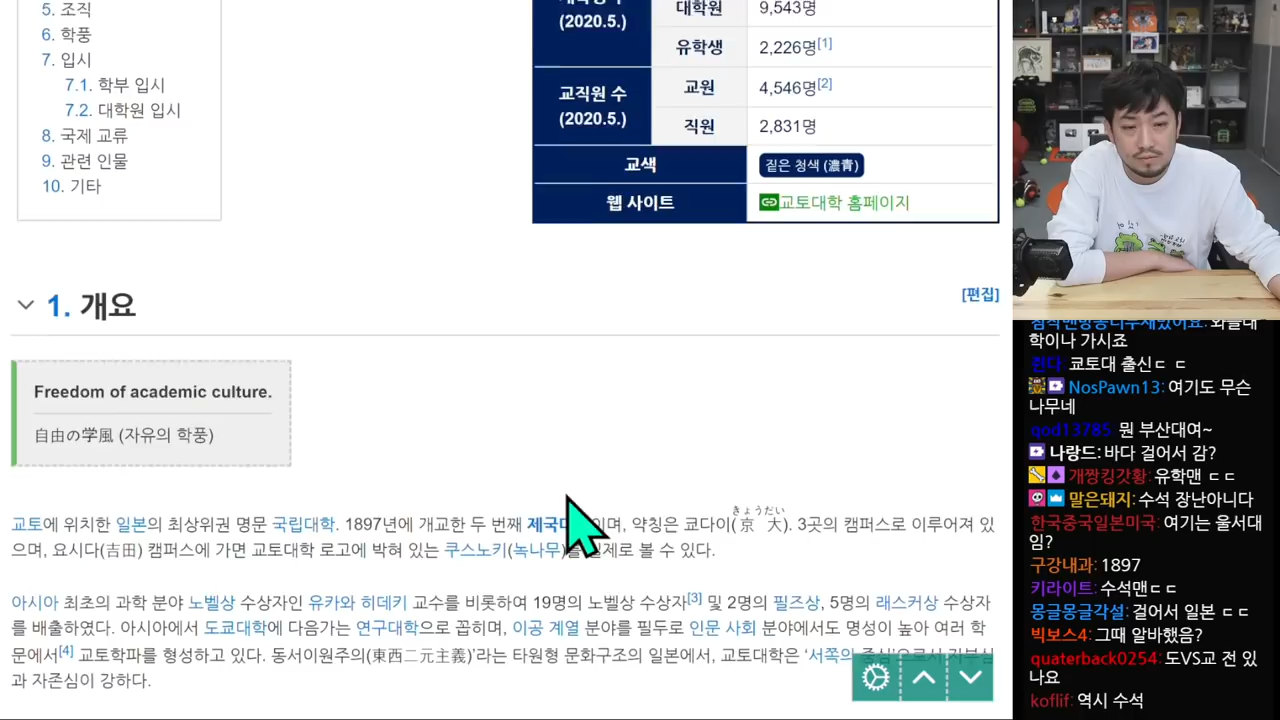 5. 조직
6. 학풍
7. 입시
7.1. 학부 입시
7.2. 대학원 입시
8. 국제 교류
9. 관련 인물
10. 기타
(2020.5.)
대학원 9,543명
유학생 2,226명[1]
교직원 수
(2020.5.)
교원 4,546명[2]
직원 2,831명
교색 짙은 청색 (濃青)
웹 사이트 교토대학 홈페이지
1. 개요
[편집]
Freedom of academic culture.
自由の学風 (자유의 학풍)
교토에 위치한 일본의 최상위권 명문 국립대학. 1897년에 개교한 두 번째 이며, 약칭은 코다이(京大). 3곳의 캠퍼스로 이루어져 있
きょうだい
으며, 요시다(吉田) 캠퍼스에 가면 교토대학 로고에 박혀 있는 쿠스노키(녹나무)를 실제로 볼 수 있다.
아시아 최초의 과학 분야 노벨상 수상자인 유카와 히데키 교수를 비롯하여 19명의 노벨상 수상자[3] 및 2명의 필즈상, 5명의 래스커상 수상자
를 배출하였다. 아시아에서 도쿄대학에 다음가는 연구대학으로 꼽히며, 이공 계열 분야를 필두로 인문 사회 분야에서도 명성이 높아 여러 학
문에서[4] 교토학파를 형성하고 있다. 동서이원주의(東西二元主義)'라는 타원형 문화구조의 일본에서, 교토대학은 '서쪽의
과 자존심이 강하다.
와플대
학이나 가시죠
쿄토대 출신ㄷ ㄷ
NosPawn13: 여기도 무슨
나무네
qod13785: 뭔 부산대여~
나랑드: 바다 걸어서 감?
개짱킹갓황: 유학맨 ㄷㄷ
말은돼지: 수석 장난아니다
한국중국일본미국: 여기는 울서대
임?
구강내과: 1897
키라이트: 수석맨ㄷㄷ
몽글몽글각설: 걸어서 일본 ㄷㄷ
빅보스4: 그때 알바했음?
quaterback0254: 도VS교 전 있
나요
koflif: 역시 수석